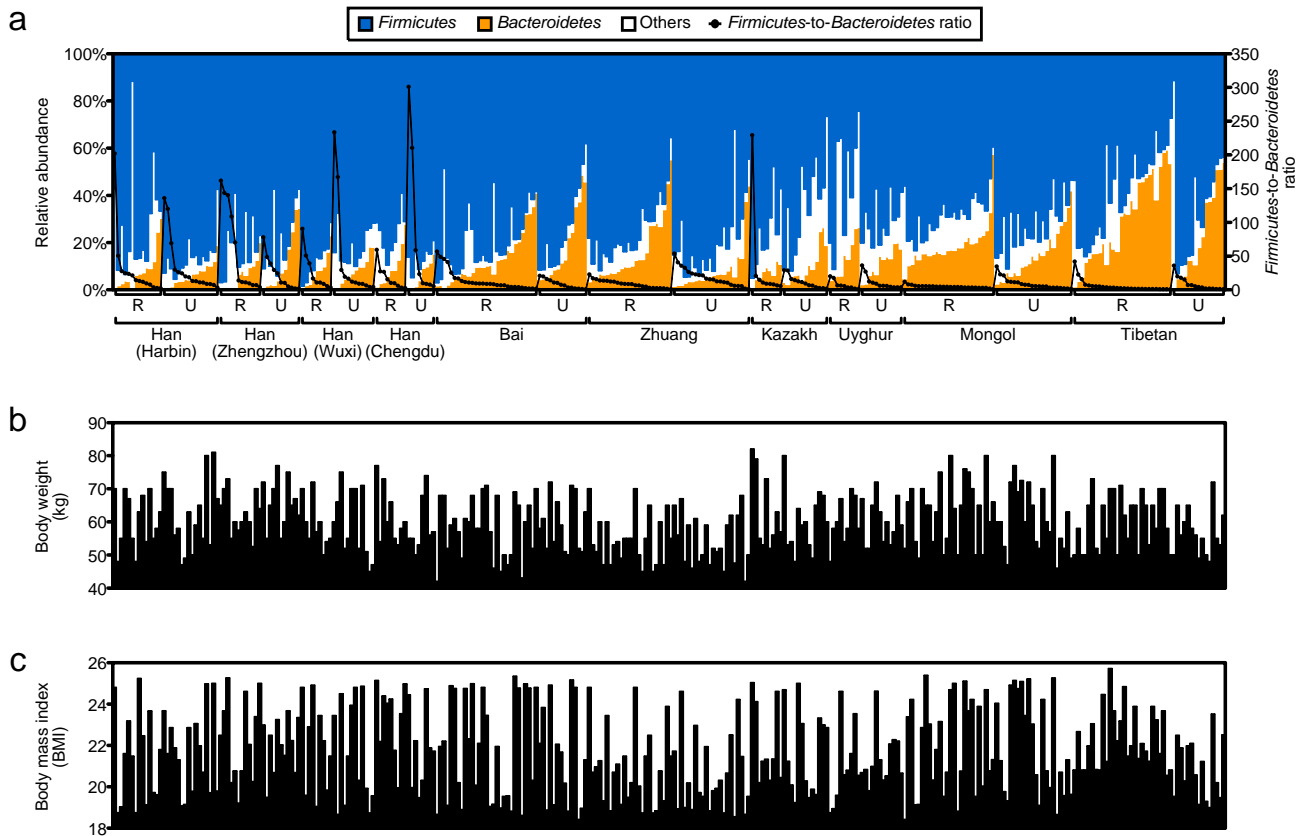 a
Firmicutes Bacteroidetes Others Firmicutes-to-Bacteroidetes ratio
Relative abundance
100%
80%
60%
40%
20%
0%
350
300
250
200
150
100
50
0
Firmicutes-to-Bacteroidetes
ratio
R U R U R U R U R U R U R U R U R U R U
Han
(Harbin)
Han
(Zhengzhou)
Han
(Wuxi)
Han
(Chengdu)
Bai
Zhuang
Kazakh
Uyghur
Mongol
Tibetan
b
Body weight
(kg)
90
80
70
60
50
40
c
Body mass index
(BMI)
26
24
22
20
18